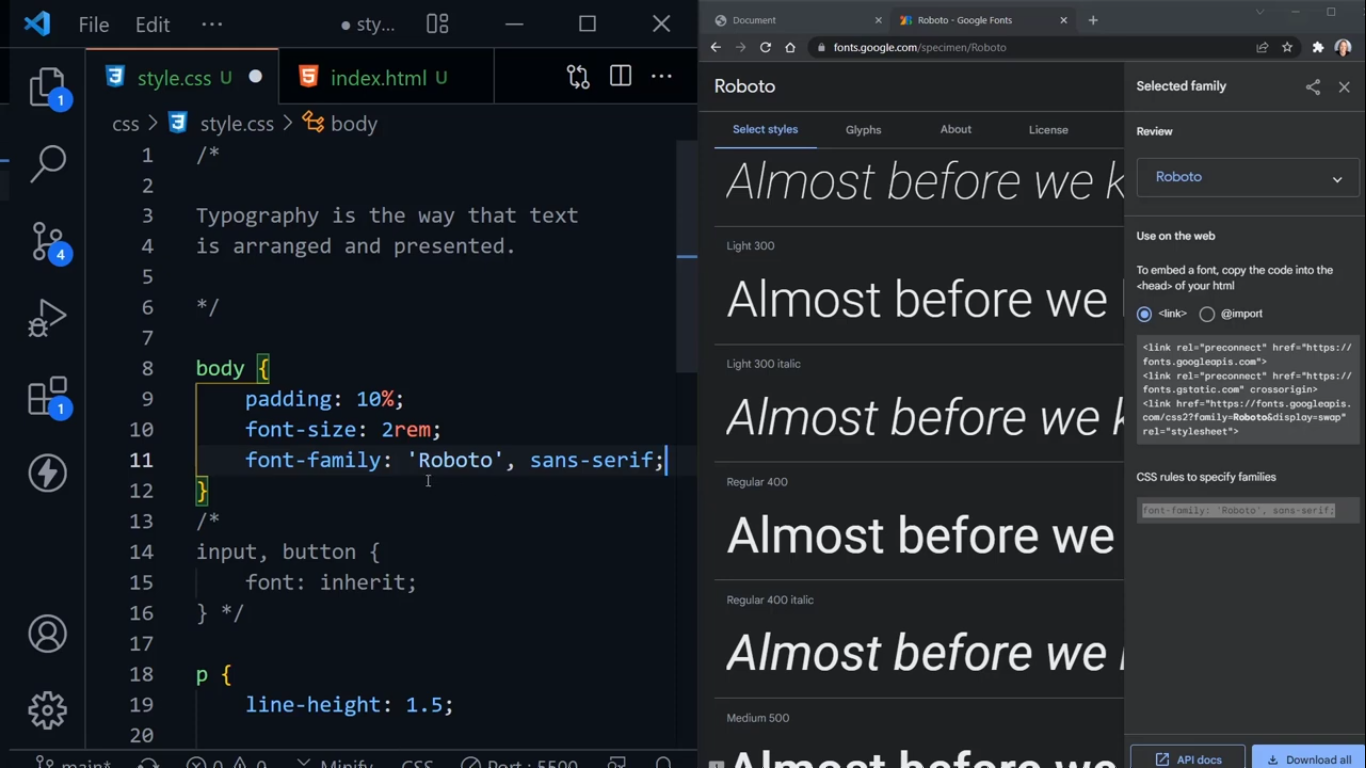 File Edit ··· ● sty...
style.css U ● index.html U ···
css > style.css > body
1 /*
2
3 Typography is the way that text
4 is arranged and presented.
5
6 */
7
8 body {
9 padding: 10%;
10 font-size: 2rem;
11 font-family: 'Roboto', sans-serif;
12 }
13 /*
14 input, button {
15 font: inherit;
16 } */
17
18 p {
19 line-height: 1.5;
20
1
4
1
main* 0 0 Minify CSS Port : 5500
Document
Roboto - Google Fonts
fonts.google.com/specimen/Roboto
Roboto
Select styles Glyphs About License
Almost before we k
Light 300
Almost before we
Light 300 italic
Almost before we k
Regular 400
Almost before we
Regular 400 italic
Almost before we
Medium 500
Almost before we
Selected family
Review
Roboto
Use on the web
To embed a font, copy the code into the
<head> of your html
<link> @import
<link rel="preconnect" href="https://
fonts.googleapis.com">
<link rel="preconnect" href="https://
fonts.gstatic.com" crossorigin>
<link href="https://fonts.googleapis.
com/css2?family=Roboto&display=swap"
rel="stylesheet">
CSS rules to specify families
font-family: 'Roboto', sans-serif;
API docs Download all